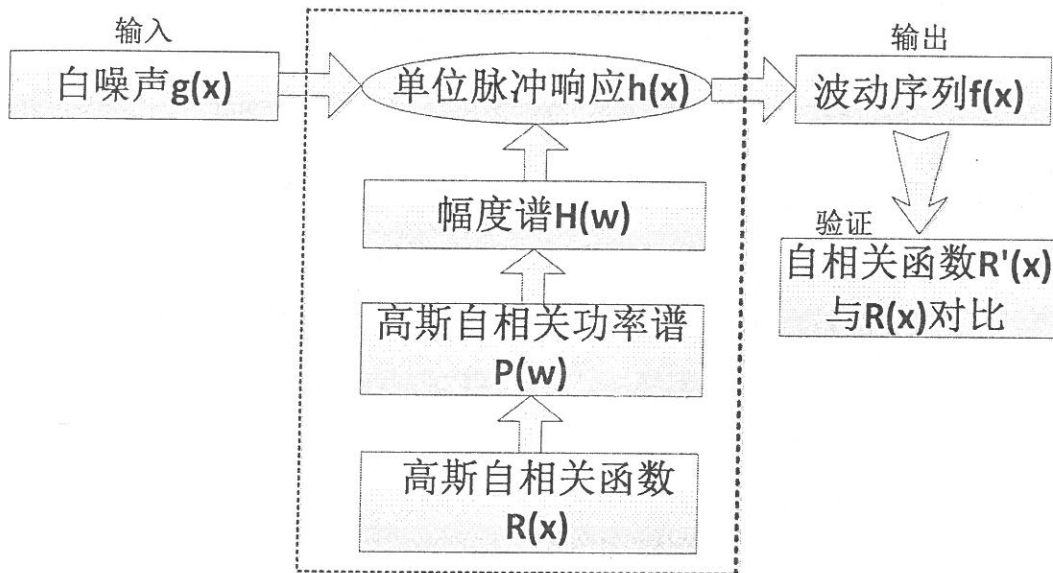 输入
白噪声g(x)
单位脉冲响应h(x)
输出
波动序列f(x)
幅度谱H(w)
验证
自相关函数R'(x)
与R(x)对比
高斯自相关功率谱
P(w)
高斯自相关函数
R(x)